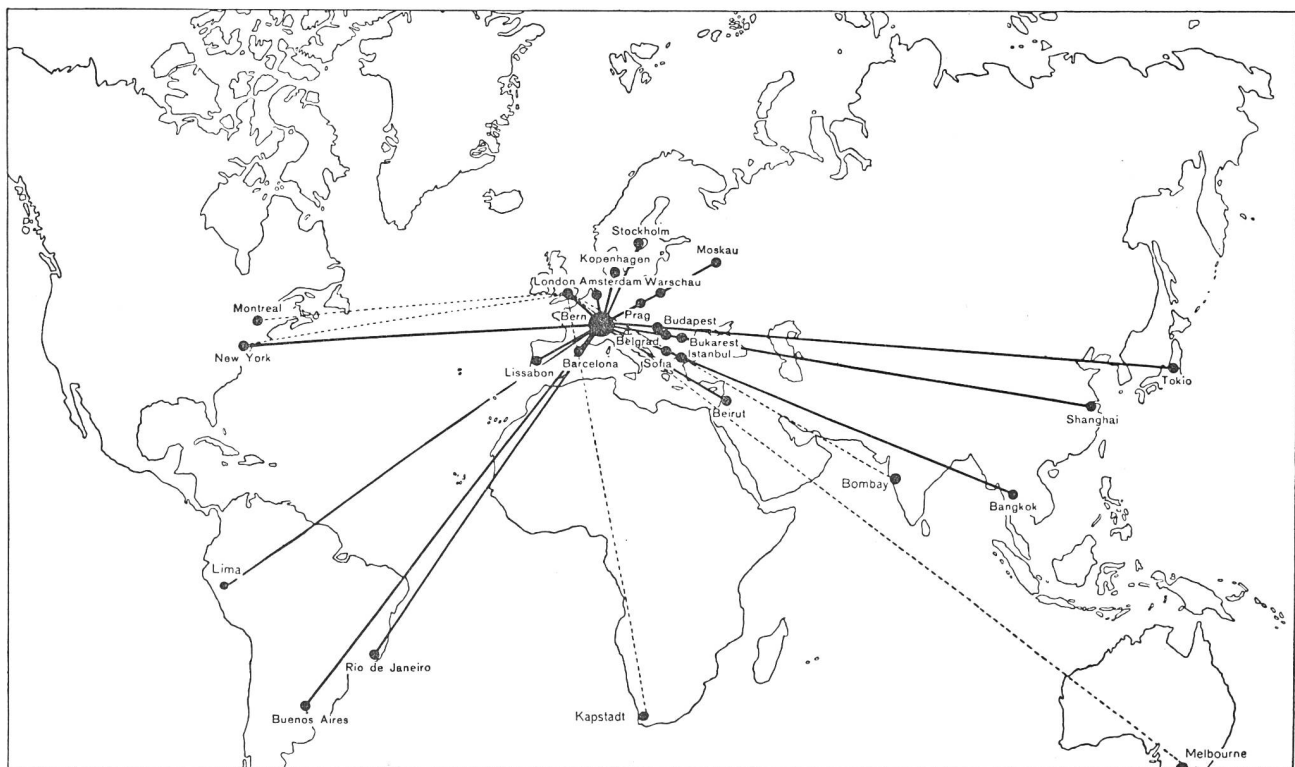 Stockholm
Moskau
Kopenhagen
London Amsterdam Warschau
Montreal
Bern
Prag
Budapest
New York
Belgrad
Bukarest
Lissabon
Barcelona
Sofia
Istanbul
Tokio
Beirut
Shanghai
Bombay
Bangkok
Lima
Rio de Janeiro
Buenos Aires
Kapstadt
Melbourne